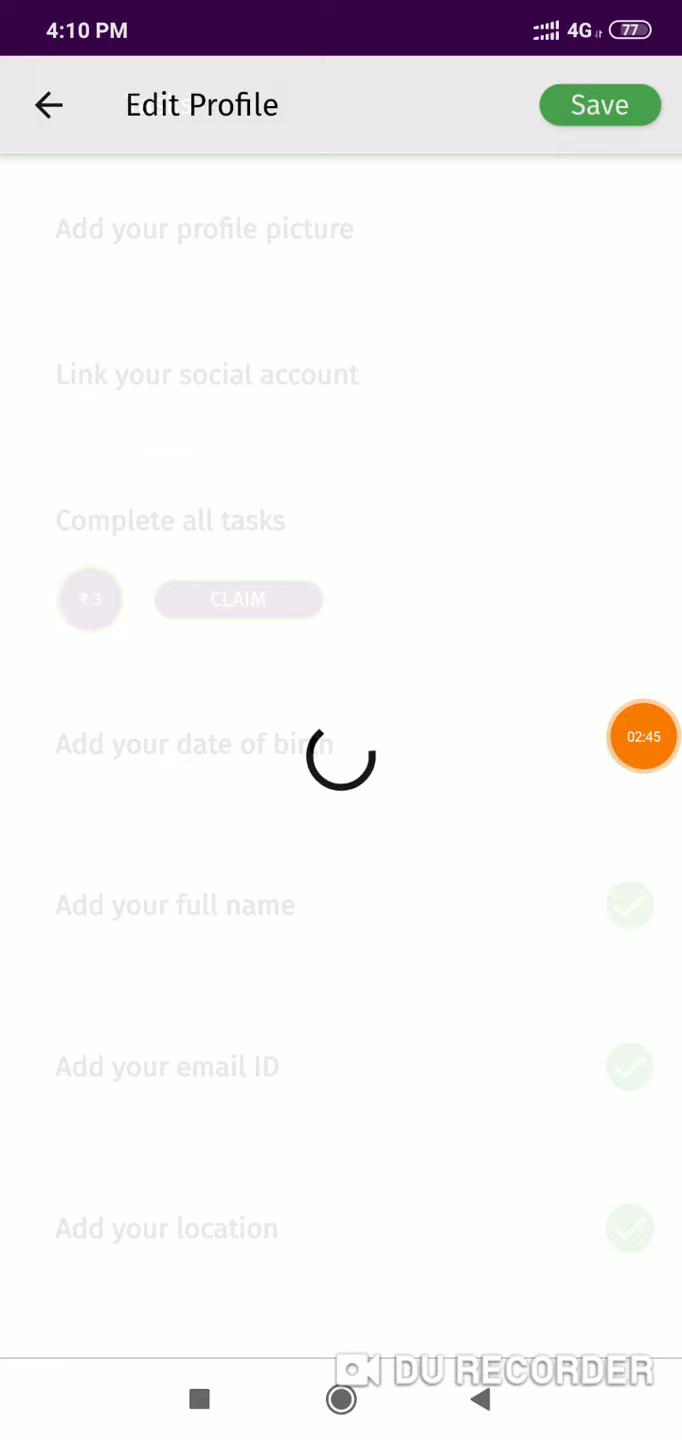 4:10 PM
4G
77
Edit Profile
Save
Add your profile picture
Link your social account
Complete all tasks
₹ 3
CLAIM
Add your date of birth
02:45
Add your full name
Add your email ID
Add your location
DU RECORDER